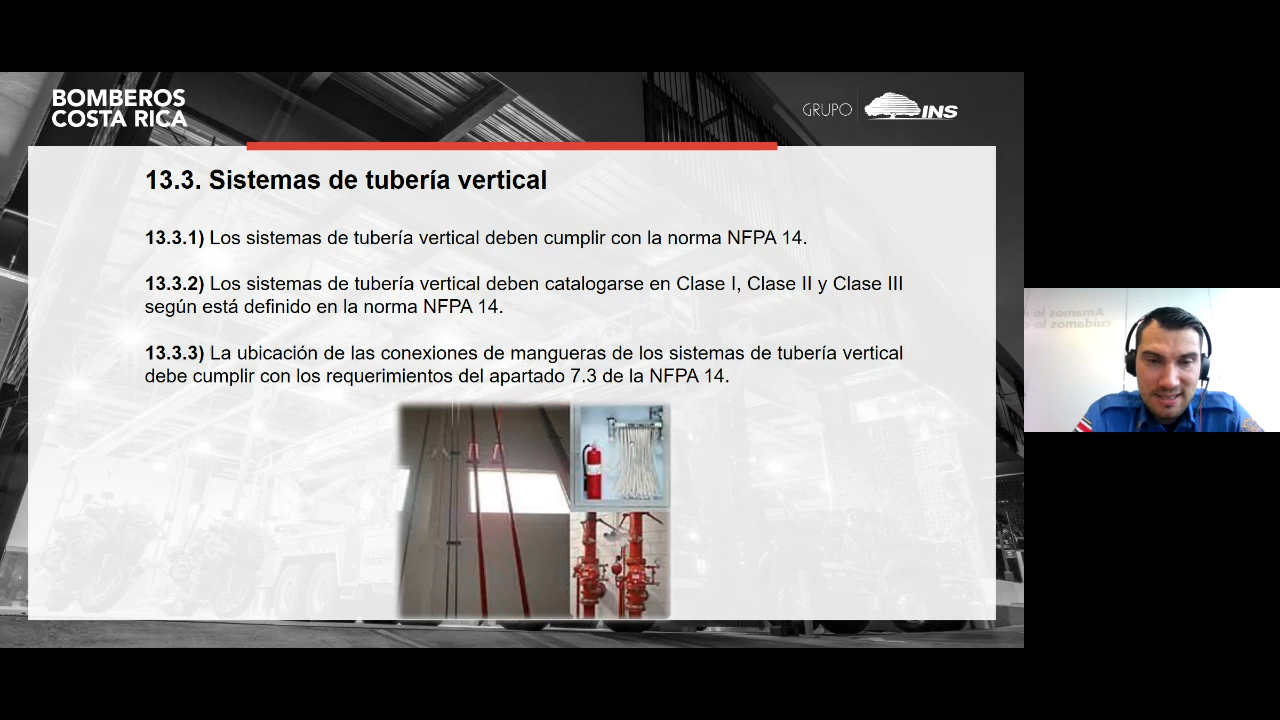 BOMBEROS
COSTA RICA
GRUPO
INS
13.3. Sistemas de tubería vertical
13.3.1) Los sistemas de tubería vertical deben cumplir con la norma NFPA 14.
13.3.2) Los sistemas de tubería vertical deben catalogarse en Clase I, Clase II y Clase III
según está definido en la norma NFPA 14.
13.3.3) La ubicación de las conexiones de mangueras de los sistemas de tubería vertical
debe cumplir con los requerimientos del apartado 7.3 de la NFPA 14.
Amamos lo
cuidamos lo